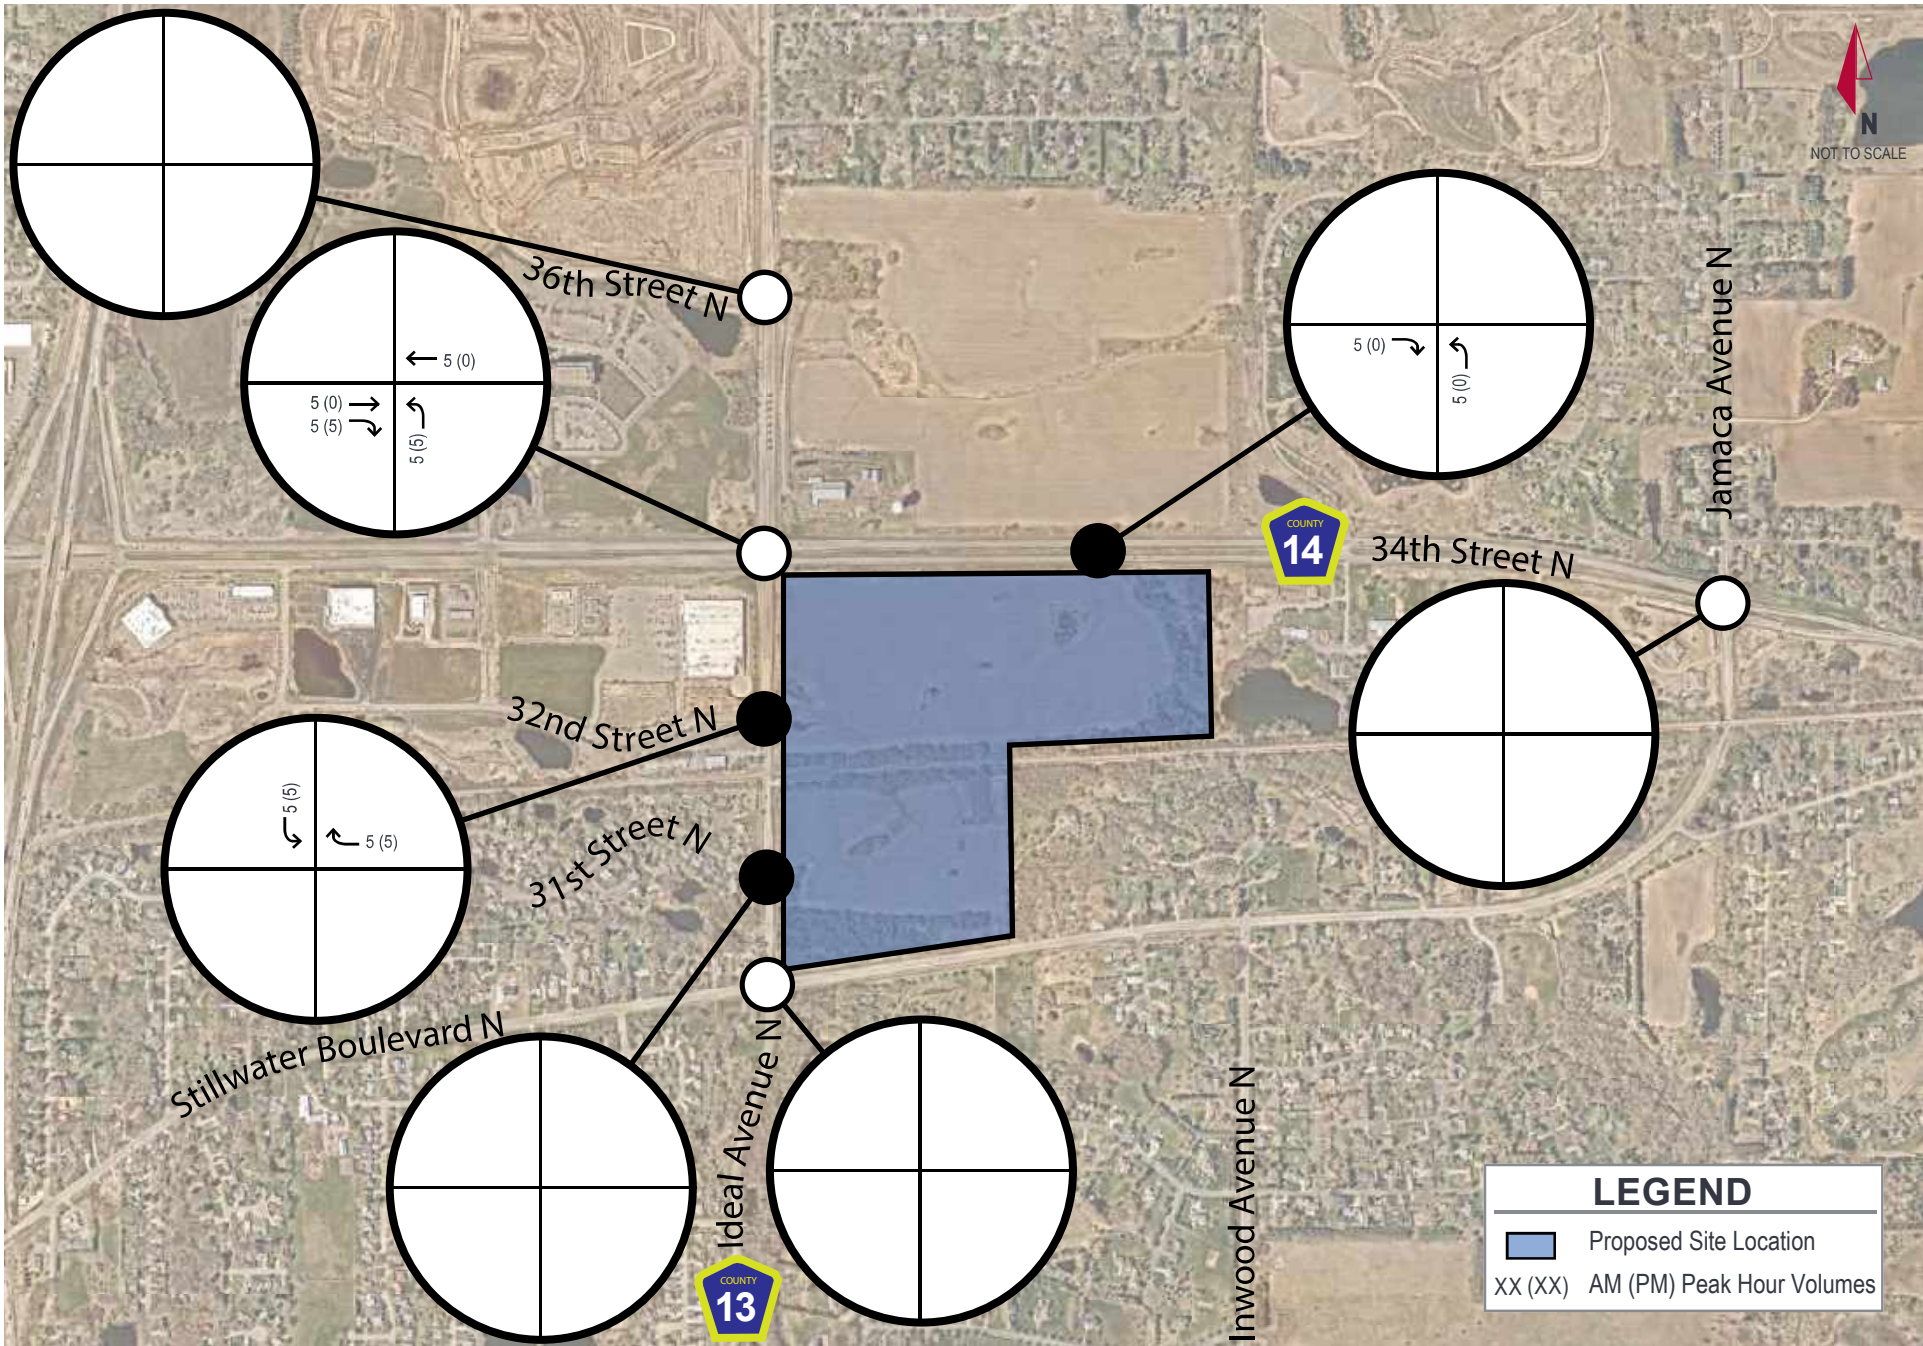 N
NOT TO SCALE
36th Street N
5 (0)
5 (0)
5 (5)
5 (5)
5 (0)
5 (0)
Jamaca Avenue N
COUNTY
14
34th Street N
32nd Street N
5 (5)
5 (5)
31st Street N
Stillwater Boulevard N
Ideal Avenue N
COUNTY
13
Inwood Avenue N
LEGEND
Proposed Site Location
XX (XX) AM (PM) Peak Hour Volumes